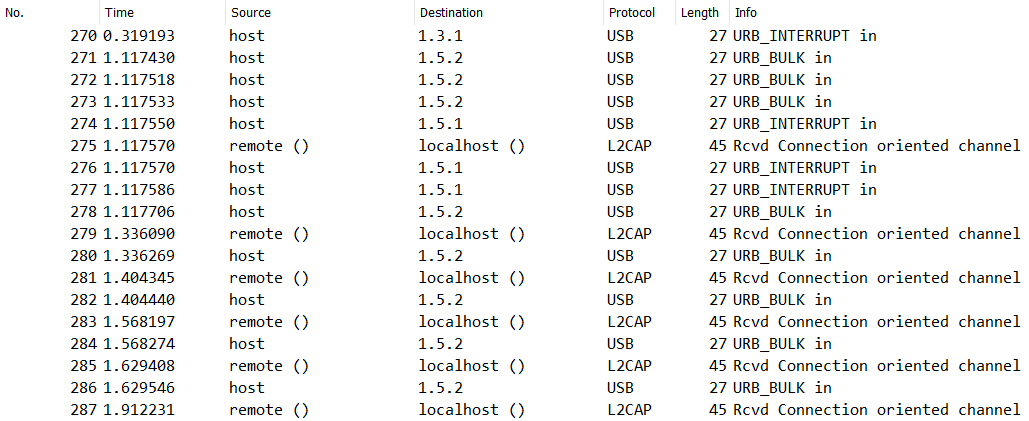 No. Time Source Destination Protocol Length Info
270 0.319193 host 1.3.1 USB 27 URB_INTERRUPT in
271 1.117430 host 1.5.2 USB 27 URB_BULK in
272 1.117518 host 1.5.2 USB 27 URB_BULK in
273 1.117533 host 1.5.2 USB 27 URB_BULK in
274 1.117550 host 1.5.1 USB 27 URB_INTERRUPT in
275 1.117570 remote () localhost () L2CAP 45 Rcvd Connection oriented channel
276 1.117570 host 1.5.1 USB 27 URB_INTERRUPT in
277 1.117586 host 1.5.1 USB 27 URB_INTERRUPT in
278 1.117706 host 1.5.2 USB 27 URB_BULK in
279 1.336090 remote () localhost () L2CAP 45 Rcvd Connection oriented channel
280 1.336269 host 1.5.2 USB 27 URB_BULK in
281 1.404345 remote () localhost () L2CAP 45 Rcvd Connection oriented channel
282 1.404440 host 1.5.2 USB 27 URB_BULK in
283 1.568197 remote () localhost () L2CAP 45 Rcvd Connection oriented channel
284 1.568274 host 1.5.2 USB 27 URB_BULK in
285 1.629408 remote () localhost () L2CAP 45 Rcvd Connection oriented channel
286 1.629546 host 1.5.2 USB 27 URB_BULK in
287 1.912231 remote () localhost () L2CAP 45 Rcvd Connection oriented channel